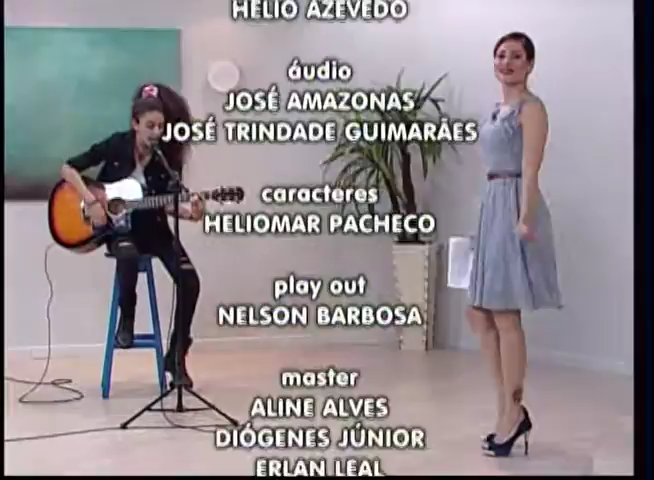 HÉLIO AZEVEDO
áudio
JOSÉ AMAZONAS
JOSÉ TRINDADE GUIMARÃES
caracteres
HELIOMAR PACHECO
play out
NELSON BARBOSA
master
ALINE ALVES
DIÓGENES JÚNIOR
ERLAN LEAL